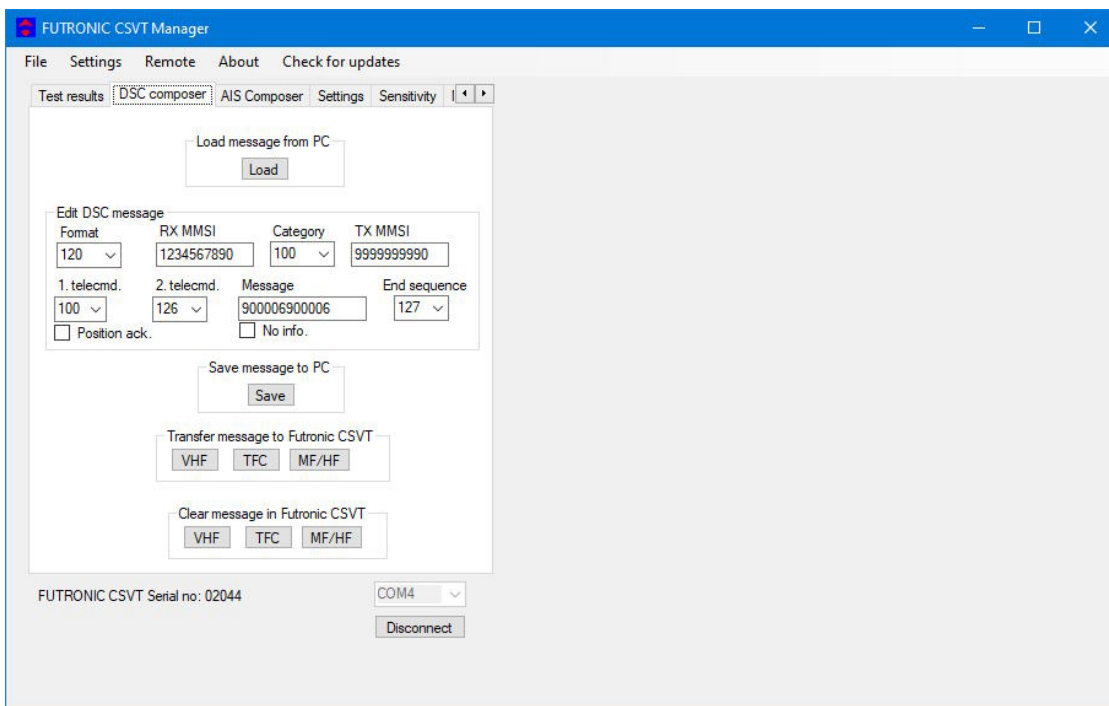 FUTRONIC CSVT Manager
File Settings Remote About Check for updates
Test results DSC composer AIS Composer Settings Sensitivity
Load message from PC
Load
Edit DSC message
Format RX MMSI Category TX MMSI
120 1234567890 100 9999999990
1. telecmd. 2. telecmd. Message End sequence
100 126 900006900006 127
Position ack. No info.
Save message to PC
Save
Transfer message to Futronic CSVT
VHF TFC MF/HF
Clear message in Futronic CSVT
VHF TFC MF/HF
FUTRONIC CSVT Serial no: 02044 COM4
Disconnect